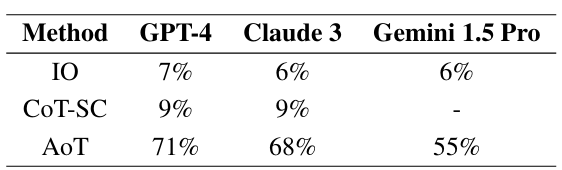 Method GPT-4 Claude 3 Gemini 1.5 Pro
IO 7% 6% 6%
CoT-SC 9% 9% -
AoT 71% 68% 55%